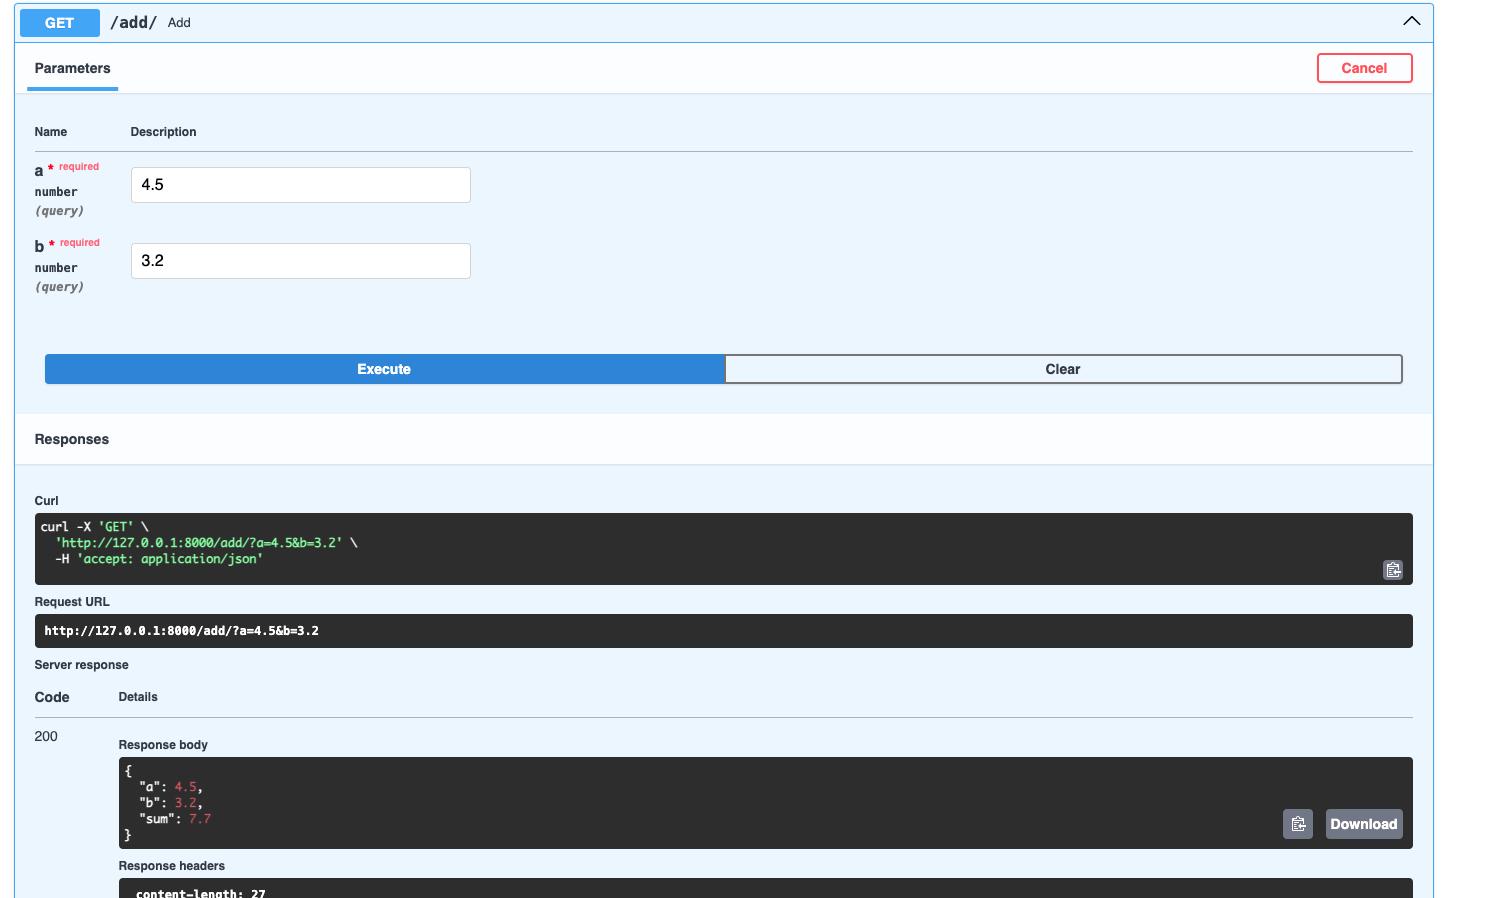 GET /add/ Add
Parameters
Cancel
Name Description
a * required
number
(query)
4.5
b * required
number
(query)
3.2
Execute Clear
Responses
Curl
curl -X 'GET' \
  'http://127.0.0.1:8000/add/?a=4.5&b=3.2' \
  -H 'accept: application/json'
Request URL
http://127.0.0.1:8000/add/?a=4.5&b=3.2
Server response
Code Details
200
Response body
{
  "a": 4.5,
  "b": 3.2,
  "sum": 7.7
}
Download
Response headers
content-length: 27